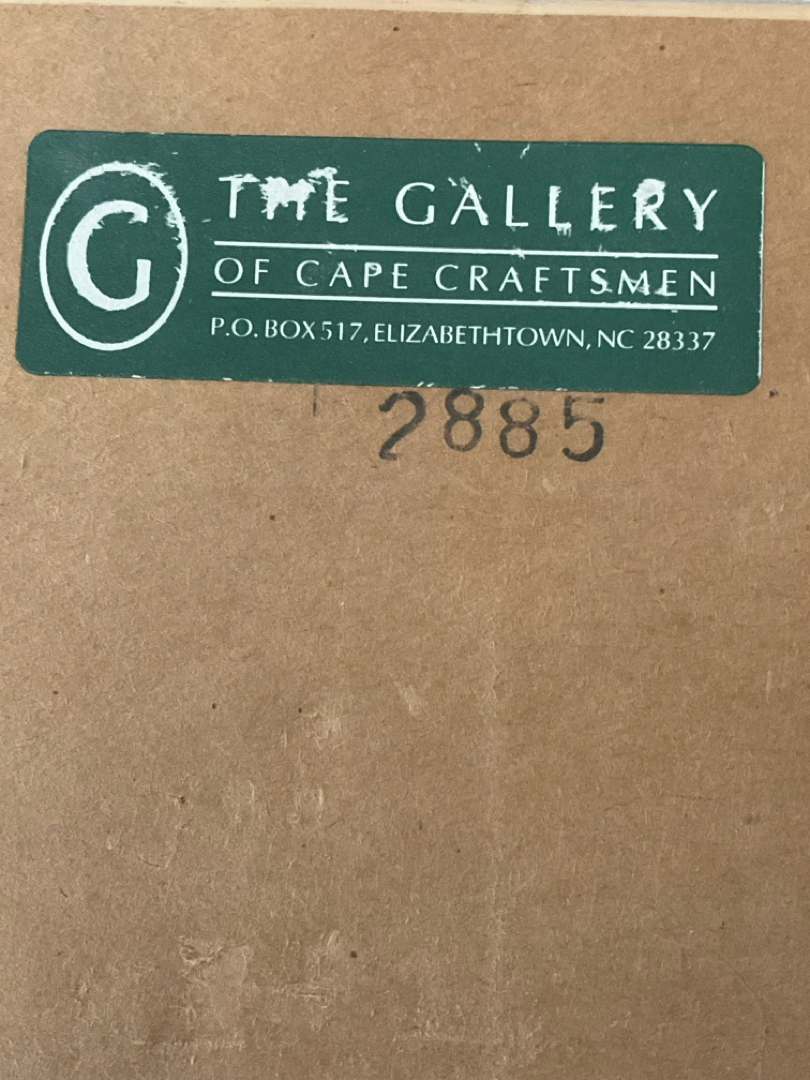 G
THE GALLERY
OF CAPE CRAFTSMEN
P.O. BOX 517, ELIZABETHTOWN, NC 28337
2885